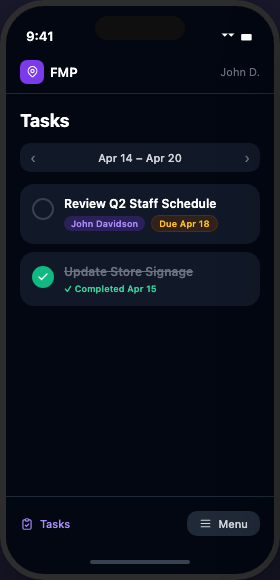 9:41
FMP
John D.
Tasks
‹ Apr 14 – Apr 20 ›
Review Q2 Staff Schedule
John Davidson Due Apr 18
Update Store Signage
✓ Completed Apr 15
Tasks
Menu